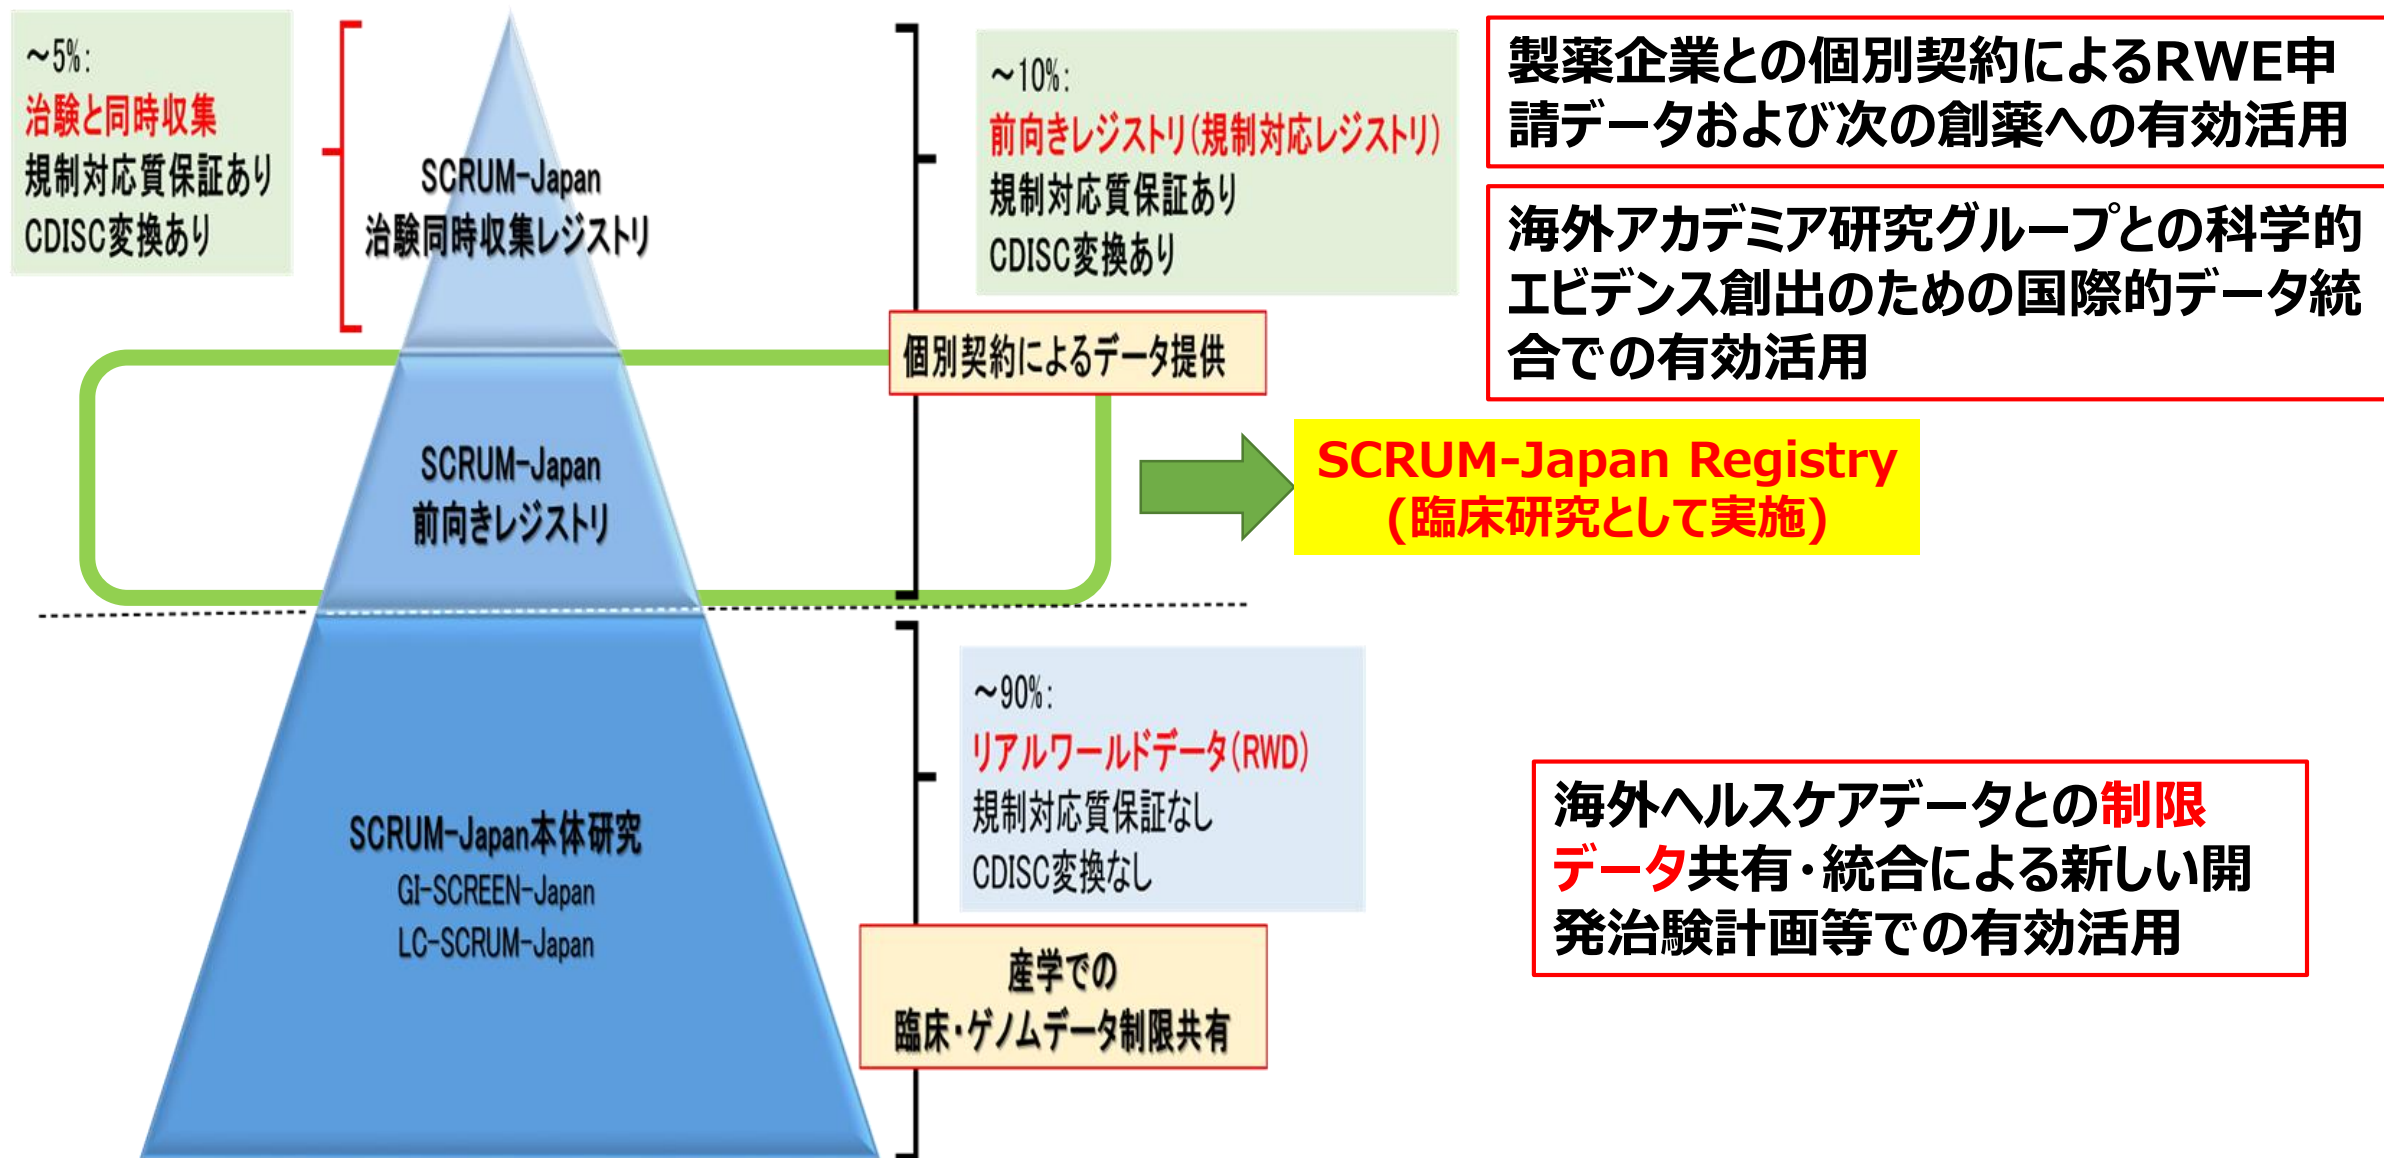 ~5%:
治験と同時収集
規制対応質保証あり
CDISC変換あり
SCRUM-Japan
治験同時収集レジストリ
~10%:
前向きレジストリ(規制対応レジストリ)
規制対応質保証あり
CDISC変換あり
製薬企業との個別契約によるRWE申
請データおよび次の創薬への有効活用
海外アカデミア研究グループとの科学的
エビデンス創出のための国際的データ統
合での有効活用
個別契約によるデータ提供
SCRUM-Japan
前向きレジストリ
SCRUM-Japan Registry
(臨床研究として実施)
~90%:
リアルワールドデータ(RWD)
規制対応質保証なし
CDISC変換なし
SCRUM-Japan本体研究
GI-SCREEN-Japan
LC-SCRUM-Japan
産学での
臨床・ゲノムデータ制限共有
海外ヘルスケアデータとの制限
データ共有・統合による新しい開
発治験計画等での有効活用